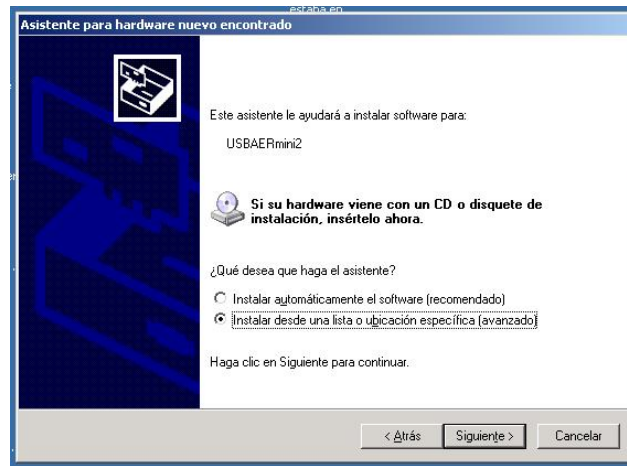 estaba en
Asistente para hardware nuevo encontrado
Este asistente le ayudará a instalar software para:
USBAERmini2
Si su hardware viene con un CD o disquete de
instalación, insértelo ahora.
¿Qué desea que haga el asistente?
Instalar automáticamente el software (recomendado)
Instalar desde una lista o ubicación específica (avanzado)
Haga clic en Siguiente para continuar.
< Atrás
Siguiente >
Cancelar